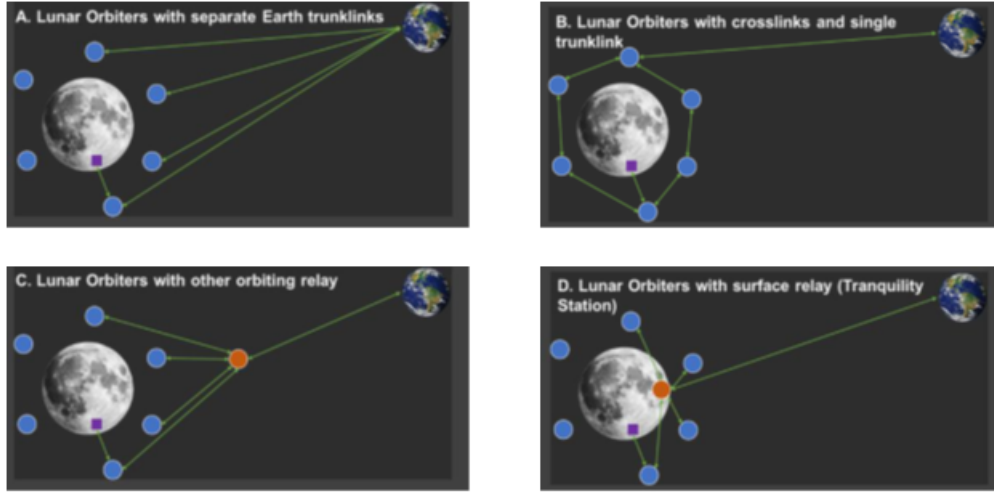 A. Lunar Orbiters with separate Earth trunklinks
B. Lunar Orbiters with crosslinks and single
trunklink
C. Lunar Orbiters with other orbiting relay
D. Lunar Orbiters with surface relay (Tranquility
Station)